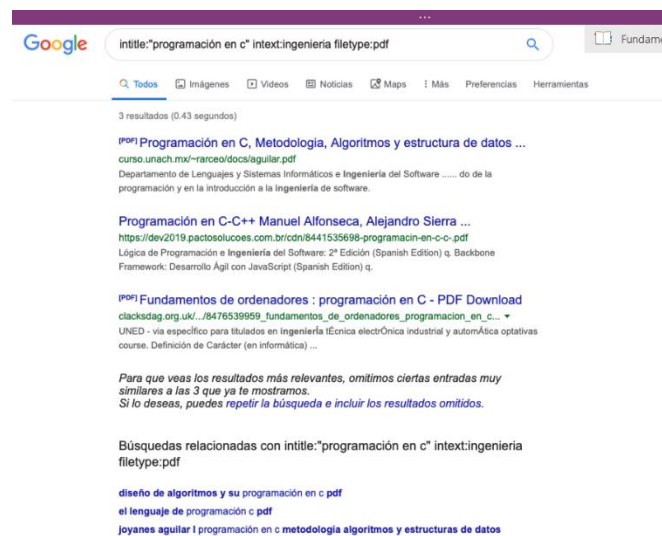 ...
Google
intitle:"programación en c" intext:ingenieria filetype:pdf
Fundam
Todos Imágenes Videos Noticias Maps Más Preferencias Herramientas
3 resultados (0.43 segundos)
[PDF] Programación en C, Metodologia, Algoritmos y estructura de datos ...
curso.unach.mx/~rarceo/docs/aguilar.pdf
Departamento de Lenguajes y Sistemas Informáticos e Ingeniería del Software ...... do de la
programación y en la introducción a la ingeniería de software.
Programación en C-C++ Manuel Alfonseca, Alejandro Sierra ...
https://dev2019.pactosolucoes.com.br/cdn/8441535698-programacin-en-c-c-.pdf
Lógica de Programación e Ingeniería del Software: 2ª Edición (Spanish Edition) q. Backbone
Framework: Desarrollo Ágil con JavaScript (Spanish Edition) q.
[PDF] Fundamentos de ordenadores : programación en C - PDF Download
clacksdag.org.uk/.../8476539959_fundamentos_de_ordenadores_programacion_en_c...
UNED - via específico para titulados en ingenierÍa tÉcnica electrÓnica industrial y automÁtica optativas
course. Definición de Carácter (en informática) ...
Para que veas los resultados más relevantes, omitimos ciertas entradas muy
similares a las 3 que ya te mostramos.
Si lo deseas, puedes repetir la búsqueda e incluir los resultados omitidos.
Búsquedas relacionadas con intitle:"programación en c" intext:ingenieria
filetype:pdf
diseño de algoritmos y su programación en c pdf
el lenguaje de programación c pdf
joyanes aguilar l programación en c metodología algoritmos y estructuras de datos